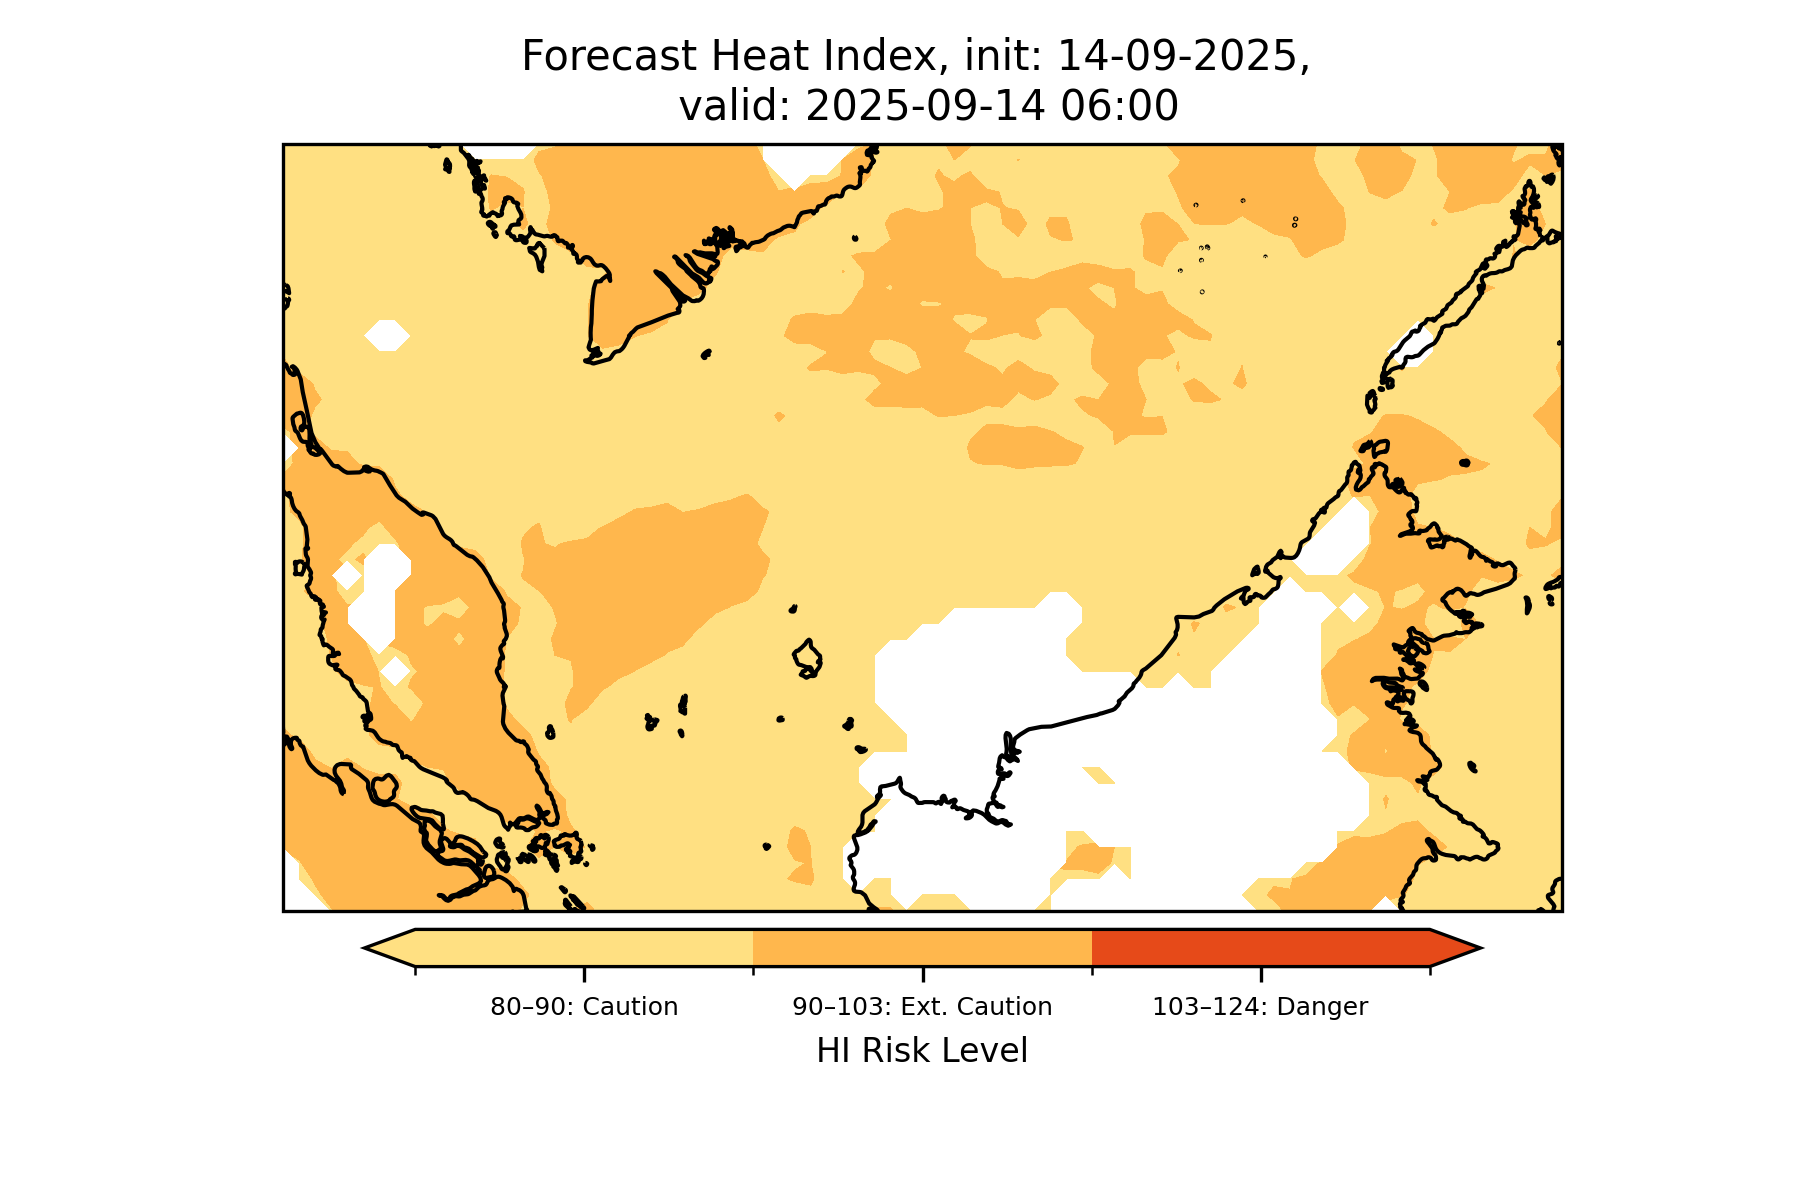 Forecast Heat Index, init: 14-09-2025,
valid: 2025-09-14 06:00
80–90: Caution
90–103: Ext. Caution
103–124: Danger
HI Risk Level